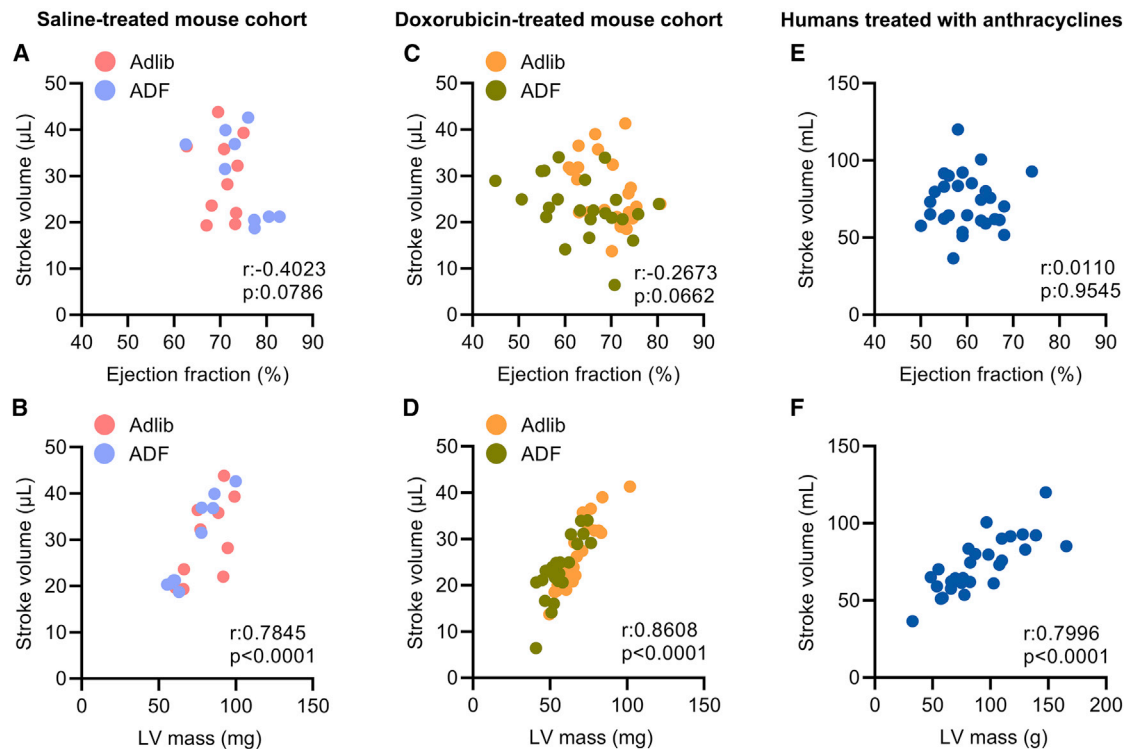 Saline-treated mouse cohort
Doxorubicin-treated mouse cohort
Humans treated with anthracyclines
A
Adlib
ADF
50
40
30
20
10
0
Stroke volume (µL)
r:-0.4023
p:0.0786
40 50 60 70 80 90
Ejection fraction (%)
C
Adlib
ADF
50
40
30
20
10
0
Stroke volume (µL)
r:-0.2673
p:0.0662
40 50 60 70 80 90
Ejection fraction (%)
E
150
100
50
0
Stroke volume (mL)
r:0.0110
p:0.9545
40 50 60 70 80 90
Ejection fraction (%)
B
Adlib
ADF
50
40
30
20
10
0
Stroke volume (µL)
r:0.7845
p<0.0001
0 50 100 150
LV mass (mg)
D
Adlib
ADF
50
40
30
20
10
0
Stroke volume (µL)
r:0.8608
p<0.0001
0 50 100 150
LV mass (mg)
F
150
100
50
0
Stroke volume (mL)
r:0.7996
p<0.0001
0 50 100 150 200
LV mass (g)